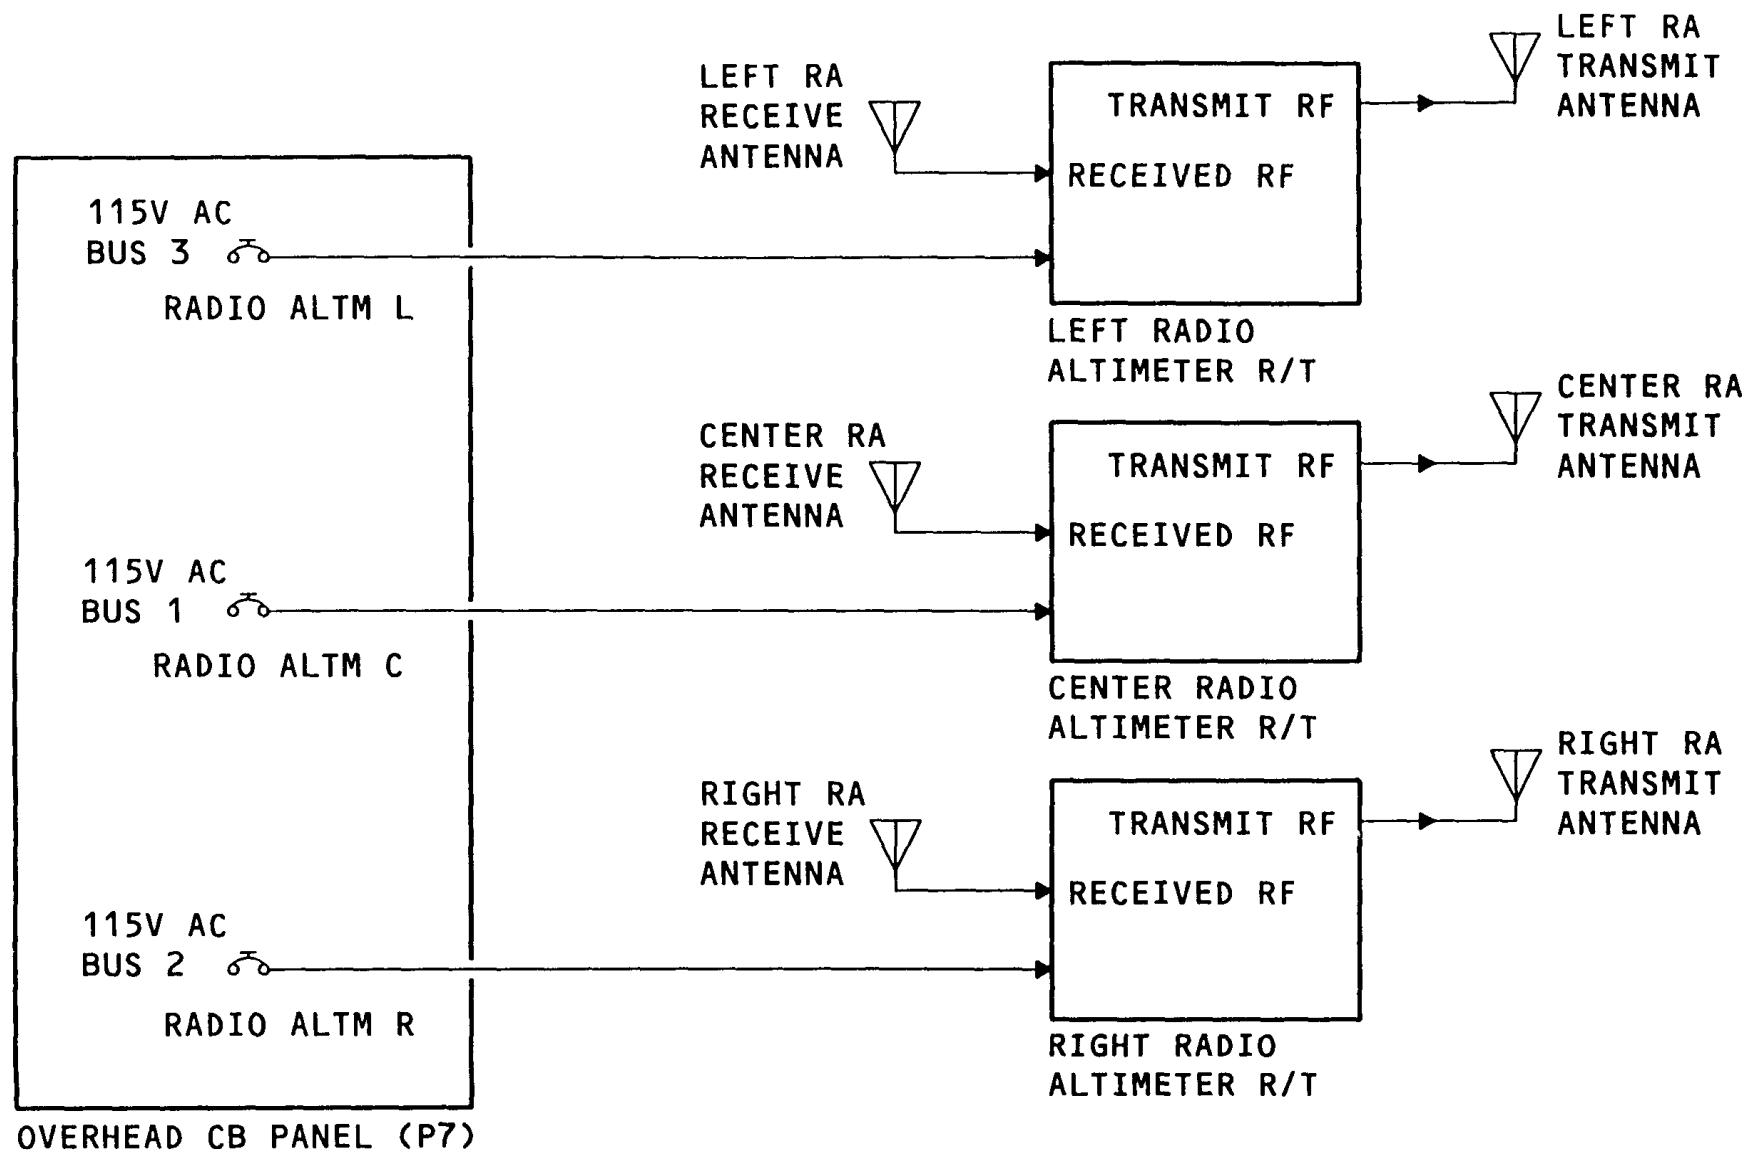 LEFT RA
TRANSMIT
ANTENNA
LEFT RA
RECEIVE
ANTENNA
TRANSMIT RF
RECEIVED RF
115V AC
BUS 3
RADIO ALTM L
LEFT RADIO
ALTIMETER R/T
CENTER RA
TRANSMIT
ANTENNA
CENTER RA
RECEIVE
ANTENNA
TRANSMIT RF
RECEIVED RF
115V AC
BUS 1
RADIO ALTM C
CENTER RADIO
ALTIMETER R/T
RIGHT RA
TRANSMIT
ANTENNA
RIGHT RA
RECEIVE
ANTENNA
TRANSMIT RF
RECEIVED RF
115V AC
BUS 2
RADIO ALTM R
RIGHT RADIO
ALTIMETER R/T
OVERHEAD CB PANEL (P7)